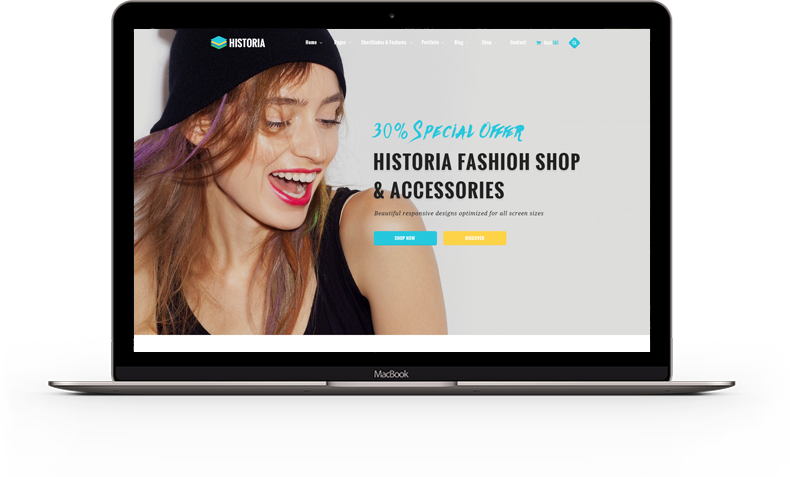 HISTORIA
Home Pages Shortcodes & Features Portfolio Blog Shop Contact
30% Special Offer
HISTORIA FASHIOH SHOP
& ACCESSORIES
Beautiful responsive designs optimized for all screen sizes
SHOP NOW DISCOVER
MacBook